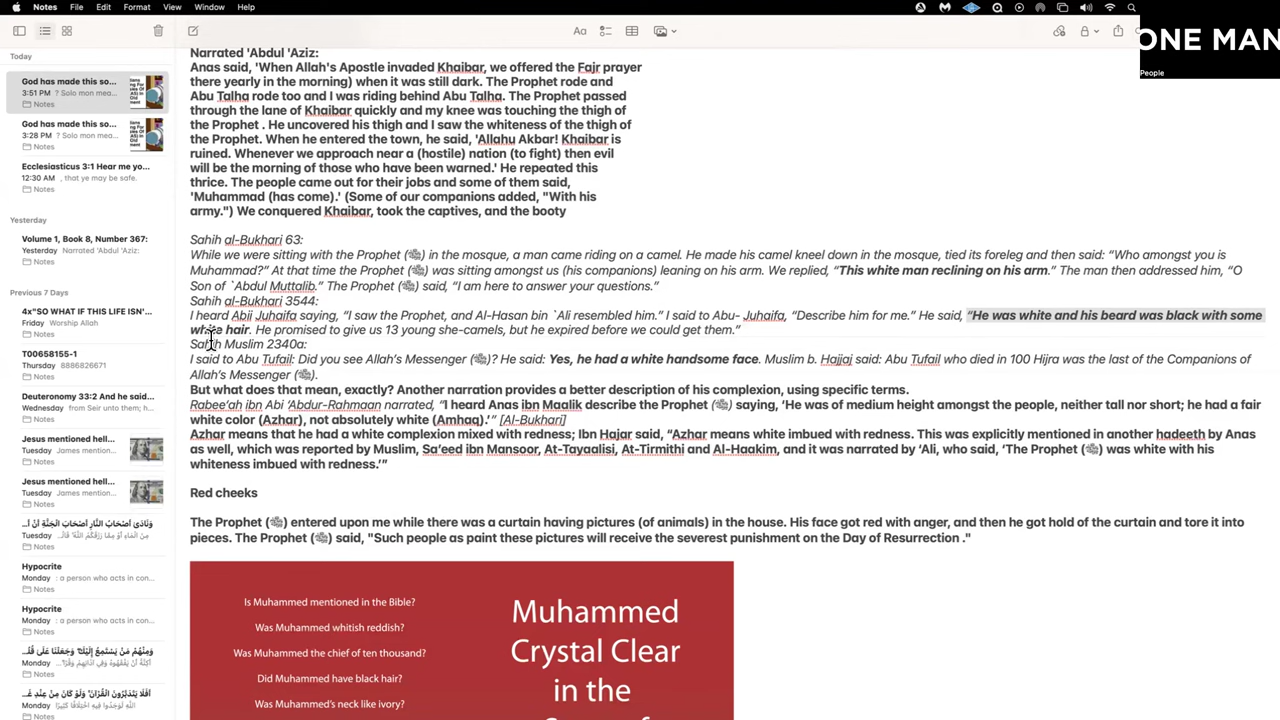 Notes File Edit Format View Window Help
ONE MAN
People
Today
God has made this so...
3:51 PM ? Solo mon mea...
Notes
God has made this so...
3:28 PM ? Solo mon mea...
Notes
Ecclesiasticus 3:1 Hear me yo...
12:30 AM , that ye may be safe.
Notes
Yesterday
Volume 1, Book 8, Number 367:
Yesterday Narrated 'Abdul 'Aziz:
Notes
Previous 7 Days
4x"SO WHAT IF THIS LIFE ISN'...
Friday Worship Allah
Notes
T00658155-1
Thursday 8886826671
Notes
Deuteronomy 33:2 And he said...
Wednesday from Seir unto them; h...
Notes
Jesus mentioned hell...
Tuesday James mention...
Notes
Jesus mentioned hell...
Tuesday James mention...
Notes
وَنَادَىٰ أَصْحَابُ النَّارِ أَصْحَابَ الْجَنَّةِ أَنْ أَ...
Tuesday
Notes
Hypocrite
Monday : a person who acts in con...
Notes
Hypocrite
Monday : a person who acts in con...
Notes
وَمِنْهُم مَّن يَسْتَمِعُ إِلَيْكَ ۖ وَجَعَلْنَا عَلَىٰ قُلُ...
Monday
Notes
أَفَلَا يَتَدَبَّرُونَ الْقُرْآنَ ۚ وَلَوْ كَانَ مِنْ عِندِ غَ...
Monday لَوَجَدُوا فِيهِ اخْتِلَافًا كَثِيرًا
Notes
Narrated 'Abdul 'Aziz:
Anas said, 'When Allah's Apostle invaded Khaibar, we offered the Fajr prayer
there yearly in the morning) when it was still dark. The Prophet rode and
Abu Talha rode too and I was riding behind Abu Talha. The Prophet passed
through the lane of Khaibar quickly and my knee was touching the thigh of
the Prophet . He uncovered his thigh and I saw the whiteness of the thigh of
the Prophet. When he entered the town, he said, 'Allahu Akbar! Khaibar is
ruined. Whenever we approach near a (hostile) nation (to fight) then evil
will be the morning of those who have been warned.' He repeated this
thrice. The people came out for their jobs and some of them said,
'Muhammad (has come).' (Some of our companions added, "With his
army.") We conquered Khaibar, took the captives, and the booty
Sahih al-Bukhari 63:
While we were sitting with the Prophet (ﷺ) in the mosque, a man came riding on a camel. He made his camel kneel down in the mosque, tied its foreleg and then said: “Who amongst you is
Muhammad?” At that time the Prophet (ﷺ) was sitting amongst us (his companions) leaning on his arm. We replied, “This white man reclining on his arm.” The man then addressed him, “O
Son of `Abdul Muttalib.” The Prophet (ﷺ) said, “I am here to answer your questions.”
Sahih al-Bukhari 3544:
I heard Abii Juhaifa saying, “I saw the Prophet, and Al-Hasan bin `Ali resembled him.” I said to Abu- Juhaifa, “Describe him for me.” He said, “He was white and his beard was black with some
white hair. He promised to give us 13 young she-camels, but he expired before we could get them.”
Sahih Muslim 2340a:
I said to Abu Tufail: Did you see Allah’s Messenger (ﷺ)? He said: Yes, he had a white handsome face. Muslim b. Hajjaj said: Abu Tufail who died in 100 Hijra was the last of the Companions of
Allah’s Messenger (ﷺ).
But what does that mean, exactly? Another narration provides a better description of his complexion, using specific terms.
Rabee’ah ibn Abi ‘Abdur-Rahmaan narrated, “I heard Anas ibn Maalik describe the Prophet (ﷺ) saying, ‘He was of medium height amongst the people, neither tall nor short; he had a fair
white color (Azhar), not absolutely white (Amhaq).’” [Al-Bukhari]
Azhar means that he had a white complexion mixed with redness; Ibn Hajar said, “Azhar means white imbued with redness. This was explicitly mentioned in another hadeeth by Anas
as well, which was reported by Muslim, Sa’eed ibn Mansoor, At-Tayaalisi, At-Tirmithi and Al-Haakim, and it was narrated by ‘Ali, who said, ‘The Prophet (ﷺ) was white with his
whiteness imbued with redness.’”
Red cheeks
The Prophet (ﷺ) entered upon me while there was a curtain having pictures (of animals) in the house. His face got red with anger, and then he got hold of the curtain and tore it into
pieces. The Prophet (ﷺ) said, "Such people as paint these pictures will receive the severest punishment on the Day of Resurrection ."
Is Muhammed mentioned in the Bible?
Was Muhammed whitish reddish?
Was Muhammed the chief of ten thousand?
Did Muhammed have black hair?
Was Muhammed’s neck like ivory?
Muhammed
Crystal Clear
in the